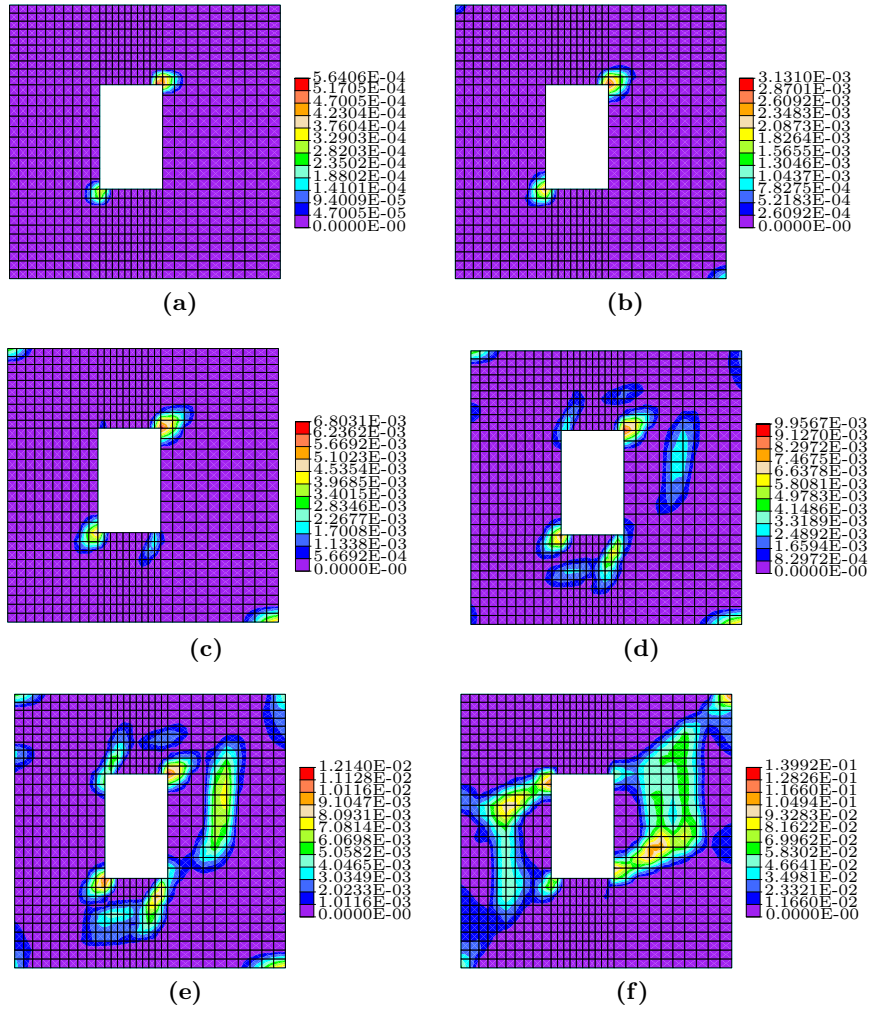 5.6406E-04
5.1705E-04
4.7005E-04
4.2304E-04
3.7604E-04
3.2903E-04
2.8203E-04
2.3502E-04
1.8802E-04
1.4101E-04
9.4009E-05
4.7005E-05
0.0000E-00
(a)
3.1310E-03
2.8701E-03
2.6092E-03
2.3483E-03
2.0873E-03
1.8264E-03
1.5655E-03
1.3046E-03
1.0437E-03
7.8275E-04
5.2183E-04
2.6092E-04
0.0000E-00
(b)
6.8031E-03
6.2362E-03
5.6692E-03
5.1023E-03
4.5354E-03
3.9685E-03
3.4015E-03
2.8346E-03
2.2677E-03
1.7008E-03
1.1338E-03
5.6692E-04
0.0000E-00
(c)
9.9567E-03
9.1270E-03
8.2972E-03
7.4675E-03
6.6378E-03
5.8081E-03
4.9783E-03
4.1486E-03
3.3189E-03
2.4892E-03
1.6594E-03
8.2972E-04
0.0000E-00
(d)
1.2140E-02
1.1128E-02
1.0116E-02
9.1047E-03
8.0931E-03
7.0814E-03
6.0698E-03
5.0582E-03
4.0465E-03
3.0349E-03
2.0233E-03
1.0116E-03
0.0000E-00
(e)
1.3992E-01
1.2826E-01
1.1660E-01
1.0494E-01
9.3283E-02
8.1622E-02
6.9962E-02
5.8302E-02
4.6641E-02
3.4981E-02
2.3321E-02
1.1660E-02
0.0000E-00
(f)